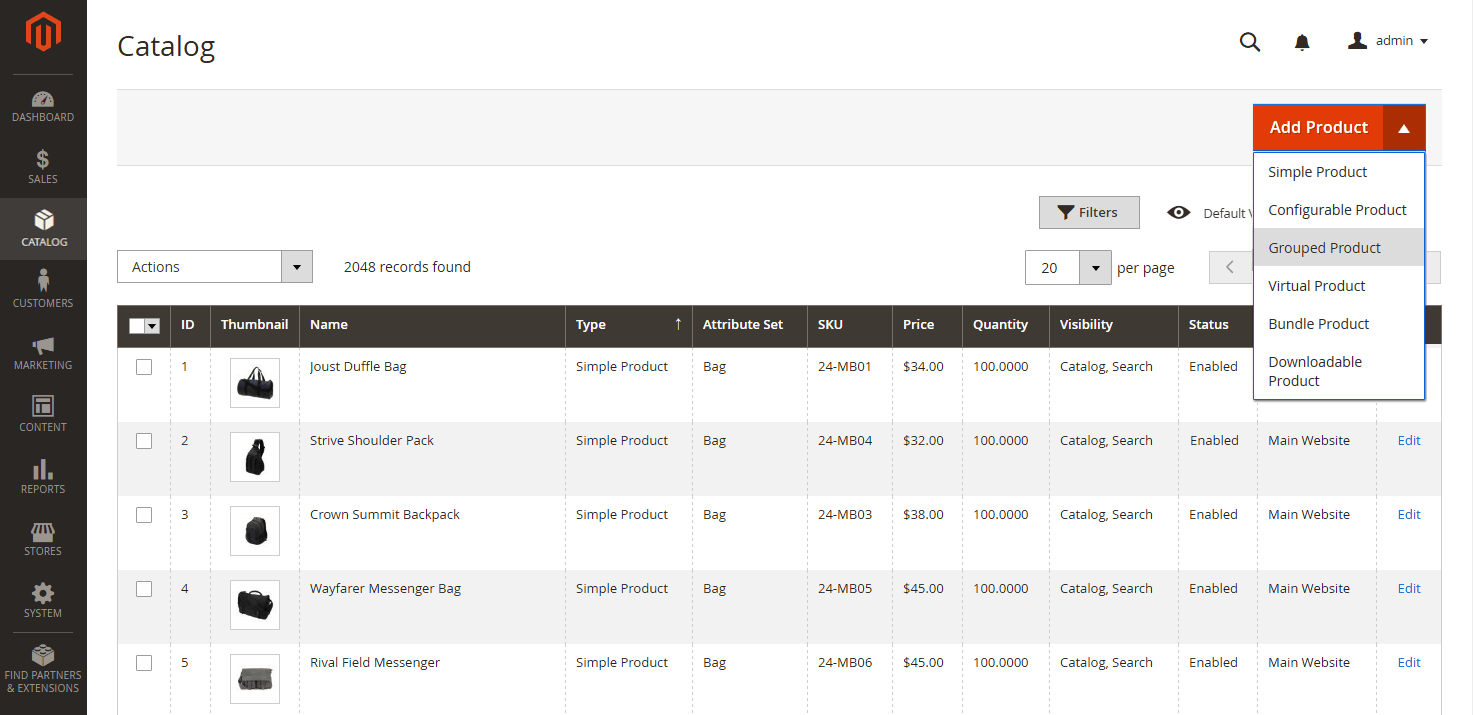 Catalog
admin
DASHBOARD
SALES
CATALOG
CUSTOMERS
MARKETING
CONTENT
REPORTS
STORES
SYSTEM
FIND PARTNERS
& EXTENSIONS
Add Product
Simple Product
Configurable Product
Grouped Product
Virtual Product
Bundle Product
Downloadable
Product
Filters
Default
Actions
2048 records found
20 per page
ID Thumbnail Name Type ↑ Attribute Set SKU Price Quantity Visibility Status
1 Joust Duffle Bag Simple Product Bag 24-MB01 $34.00 100.0000 Catalog, Search Enabled
2 Strive Shoulder Pack Simple Product Bag 24-MB04 $32.00 100.0000 Catalog, Search Enabled Main Website Edit
3 Crown Summit Backpack Simple Product Bag 24-MB03 $38.00 100.0000 Catalog, Search Enabled Main Website Edit
4 Wayfarer Messenger Bag Simple Product Bag 24-MB05 $45.00 100.0000 Catalog, Search Enabled Main Website Edit
5 Rival Field Messenger Simple Product Bag 24-MB06 $45.00 100.0000 Catalog, Search Enabled Main Website Edit